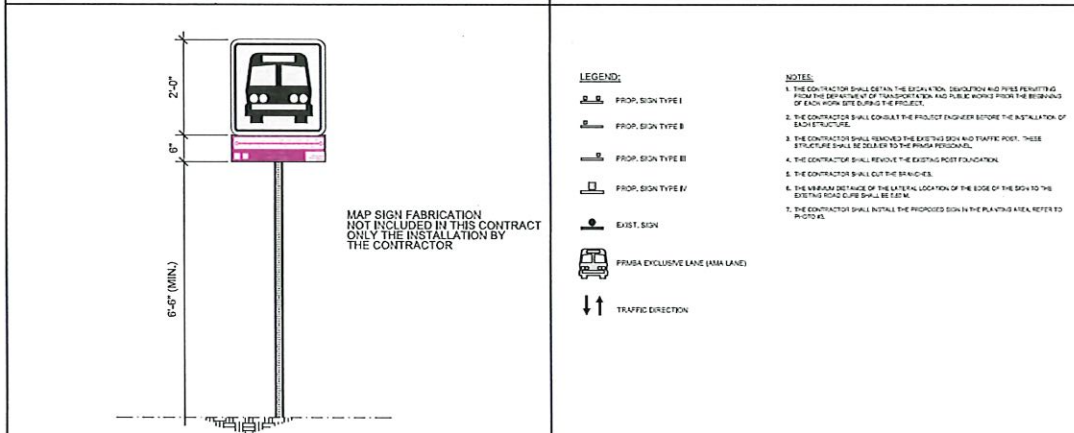 2'-0"
6"
6'-6" (MIN.)
MAP SIGN FABRICATION
NOT INCLUDED IN THIS CONTRACT
ONLY THE INSTALLATION BY
THE CONTRACTOR
LEGEND:
PROP. SIGN TYPE I
PROP. SIGN TYPE II
PROP. SIGN TYPE III
PROP. SIGN TYPE IV
EXIST. SIGN
PRMBA EXCLUSIVE LANE (AMA LANE)
TRAFFIC DIRECTION
NOTES:
1. THE CONTRACTOR SHALL OBTAIN THE EXCAVATION, DEMOLITION AND PIPES PERMITTING
FROM THE DEPARTMENT OF TRANSPORTATION AND PUBLIC WORKS PRIOR THE BEGINNING
OF EACH WORK SITE DURING THE PROJECT.
2. THE CONTRACTOR SHALL CONSULT THE PROJECT ENGINEER BEFORE THE INSTALLATION OF
EACH STRUCTURE.
3. THE CONTRACTOR SHALL REMOVED THE EXISTING SIGN AND TRAFFIC POST. THESE
STRUCTURE SHALL BE DELIVER TO THE PRMBA PERSONNEL.
4. THE CONTRACTOR SHALL REMOVE THE EXISTING POST FOUNDATION.
5. THE CONTRACTOR SHALL CUT THE BRANCHES.
6. THE MINIMUM DISTANCE OF THE LATERAL LOCATION OF THE EDGE OF THE SIGN TO THE
EXISTING ROAD CURB SHALL BE M.
7. THE CONTRACTOR SHALL INSTALL THE PROPOSED SIGN IN THE PLANTING AREA, REFER TO
PHOTO #3.